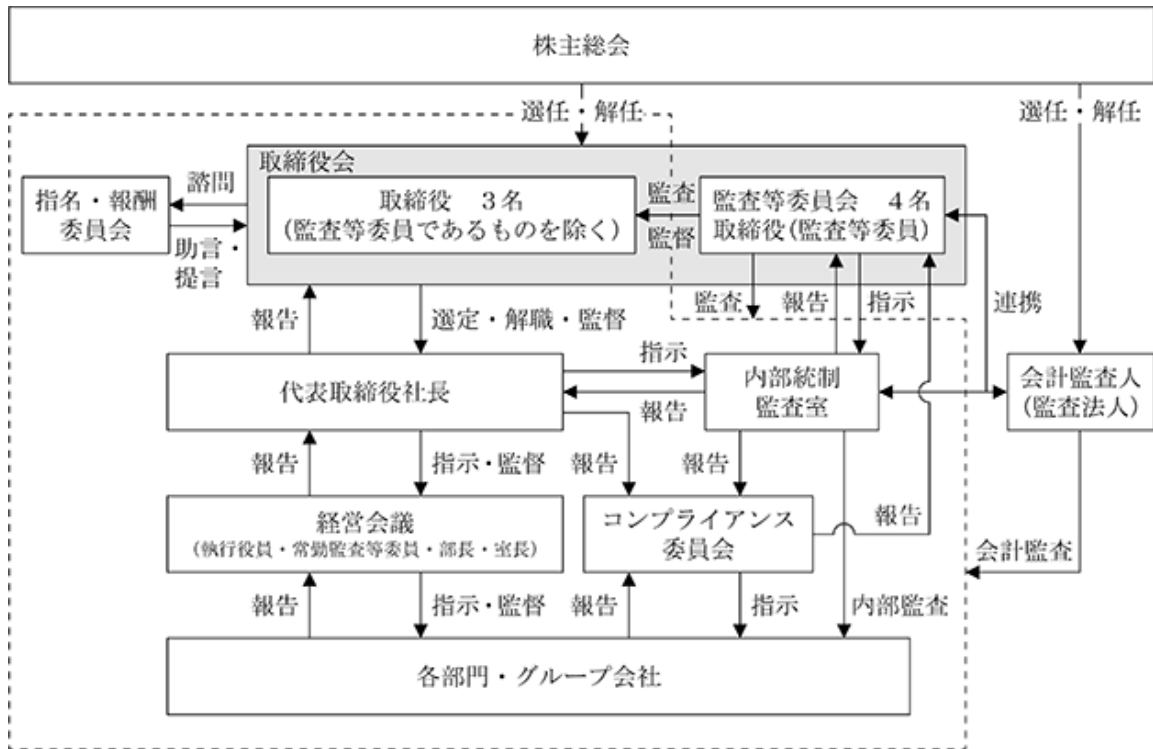 株主総会
選任・解任
選任・解任
取締役会
指名・報酬
委員会
諮問
助言・
提言
取締役　3名
(監査等委員であるものを除く)
監査
監督
監査等委員会　4名
取締役(監査等委員)
報告
選定・解職・監督
監査
報告
指示
連携
代表取締役社長
指示
報告
内部統制
監査室
会計監査人
(監査法人)
報告
指示・監督
報告
報告
経営会議
(執行役員・常勤監査等委員・部長・室長)
コンプライアンス
委員会
報告
会計監査
報告
指示・監督
報告
指示
内部監査
各部門・グループ会社